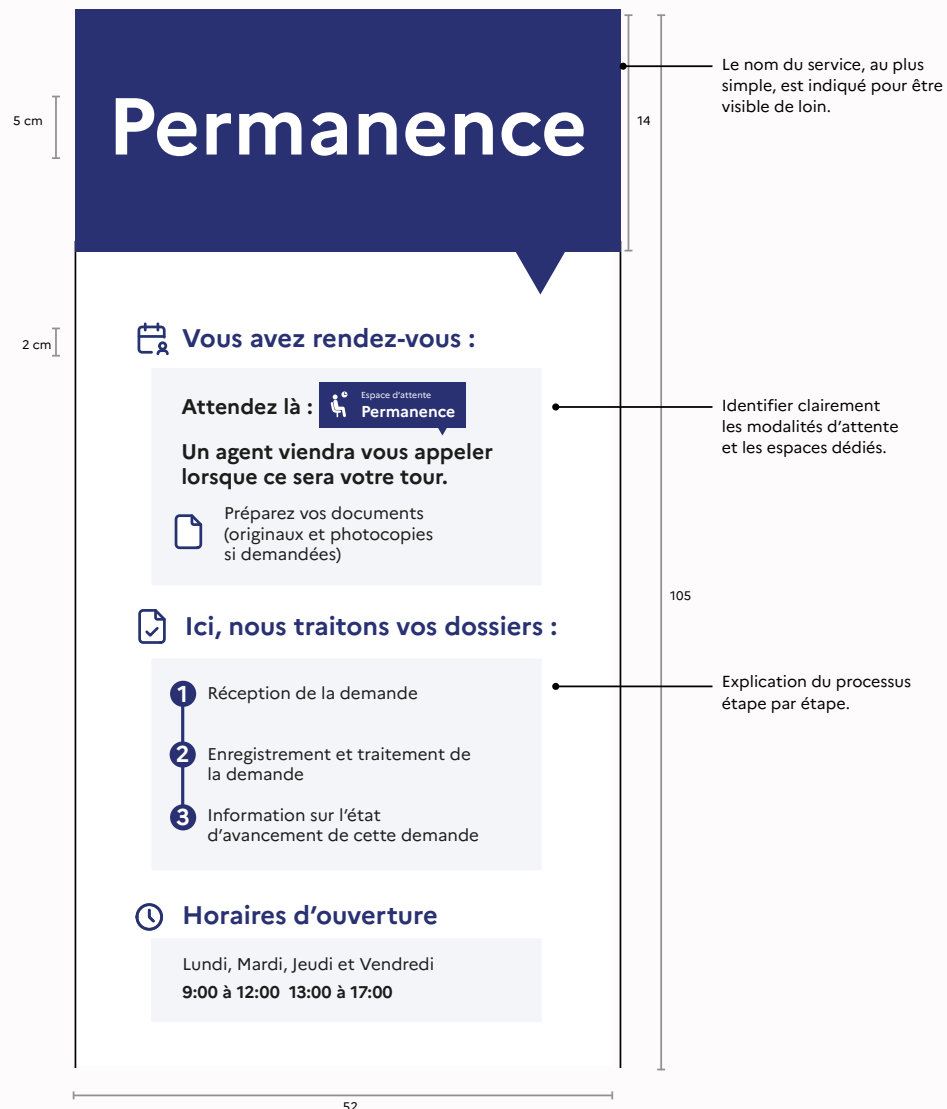 Permanence
5 cm
14
Le nom du service, au plus
simple, est indiqué pour être
visible de loin.
2 cm
Vous avez rendez-vous :
Attendez là :
Espace d'attente
Permanence
Un agent viendra vous appeler
lorsque ce sera votre tour.
Préparez vos documents
(originaux et photocopies
si demandées)
Identifier clairement
les modalités d'attente
et les espaces dédiés.
105
Ici, nous traitons vos dossiers :
1 Réception de la demande
2 Enregistrement et traitement de
la demande
3 Information sur l'état
d'avancement de cette demande
Explication du processus
étape par étape.
Horaires d'ouverture
Lundi, Mardi, Jeudi et Vendredi
9:00 à 12:00 13:00 à 17:00
52